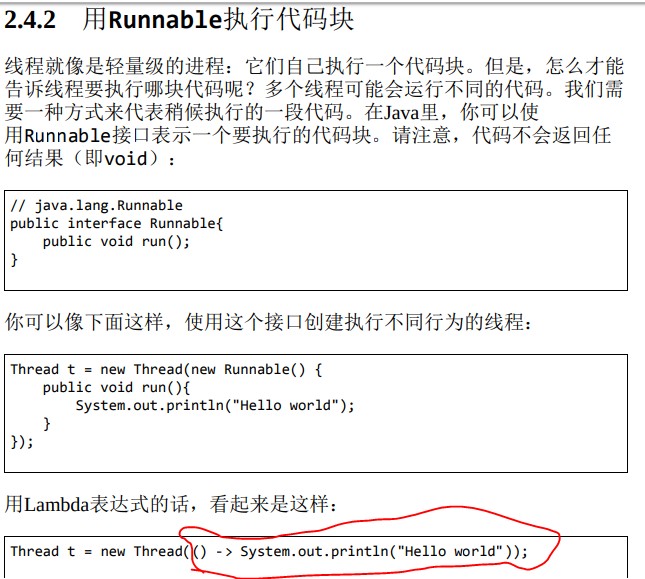 2.4.2 用Runnable执行代码块
线程就像是轻量级的进程：它们自己执行一个代码块。但是，怎么才能
告诉线程要执行哪块代码呢？多个线程可能会运行不同的代码。我们需
要一种方式来代表稍候执行的一段代码。在Java里，你可以使
用Runnable接口表示一个要执行的代码块。请注意，代码不会返回任
何结果（即void）：
// java.lang.Runnable
public interface Runnable{
    public void run();
}
你可以像下面这样，使用这个接口创建执行不同行为的线程：
Thread t = new Thread(new Runnable() {
    public void run(){
        System.out.println("Hello world");
    }
});
用Lambda表达式的话，看起来是这样：
Thread t = new Thread(() -> System.out.println("Hello world"));